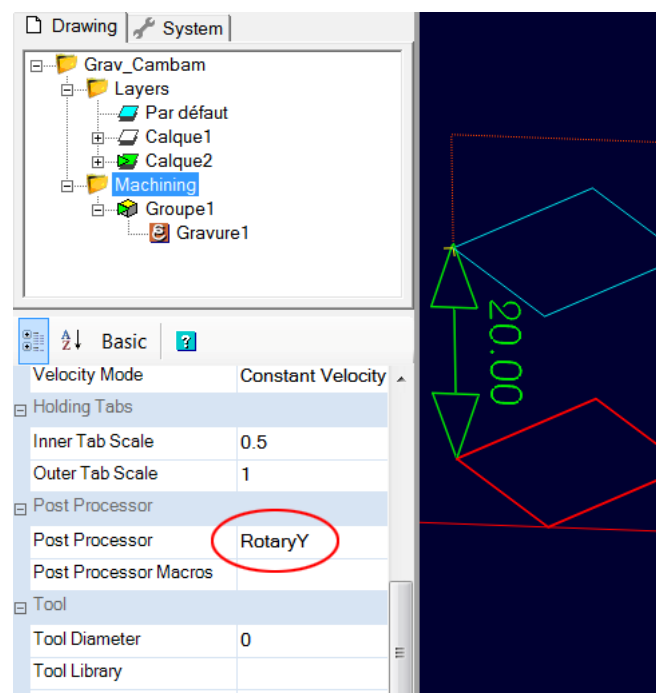 Drawing System
Grav_Cambam
Layers
Par défaut
Calque1
Calque2
Machining
Groupe1
Gravure1
Basic
Velocity Mode Constant Velocity
Holding Tabs
Inner Tab Scale 0.5
Outer Tab Scale 1
Post Processor
Post Processor RotaryY
Post Processor Macros
Tool
Tool Diameter 0
Tool Library
20.00